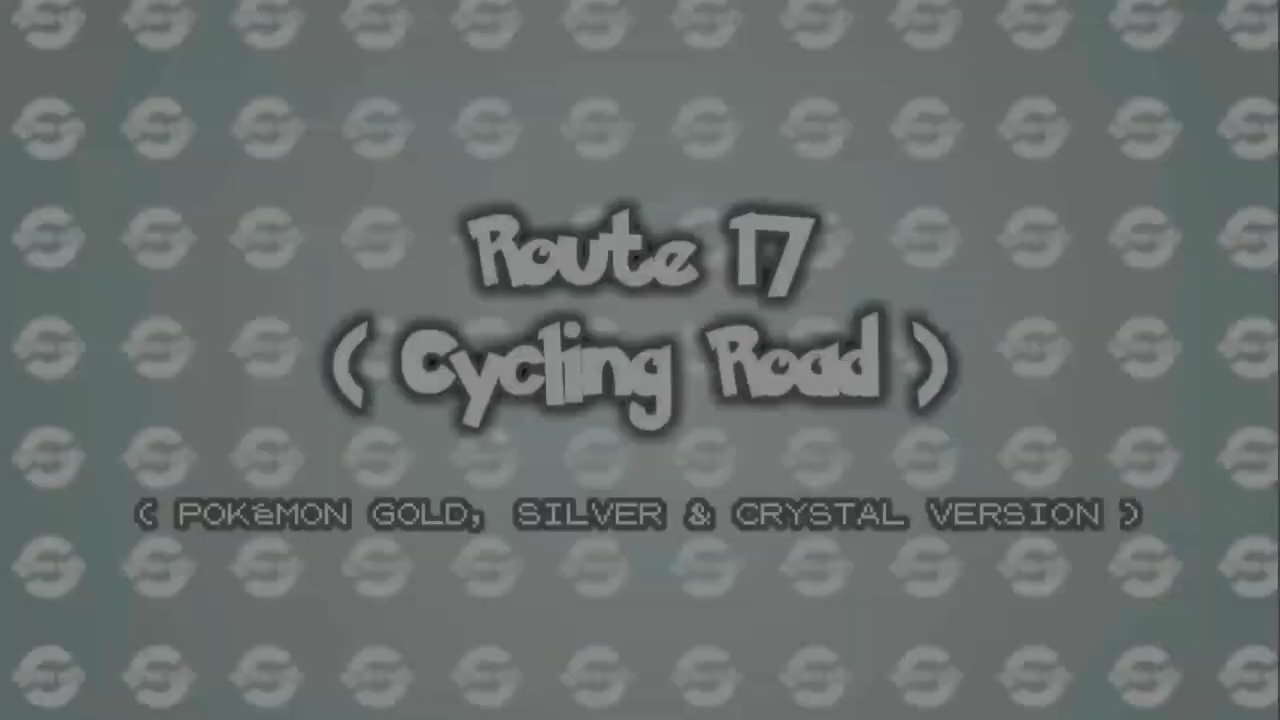 Route 17
( Cycling Road )
( POKéMON GOLD, SILVER & CRYSTAL VERSION )